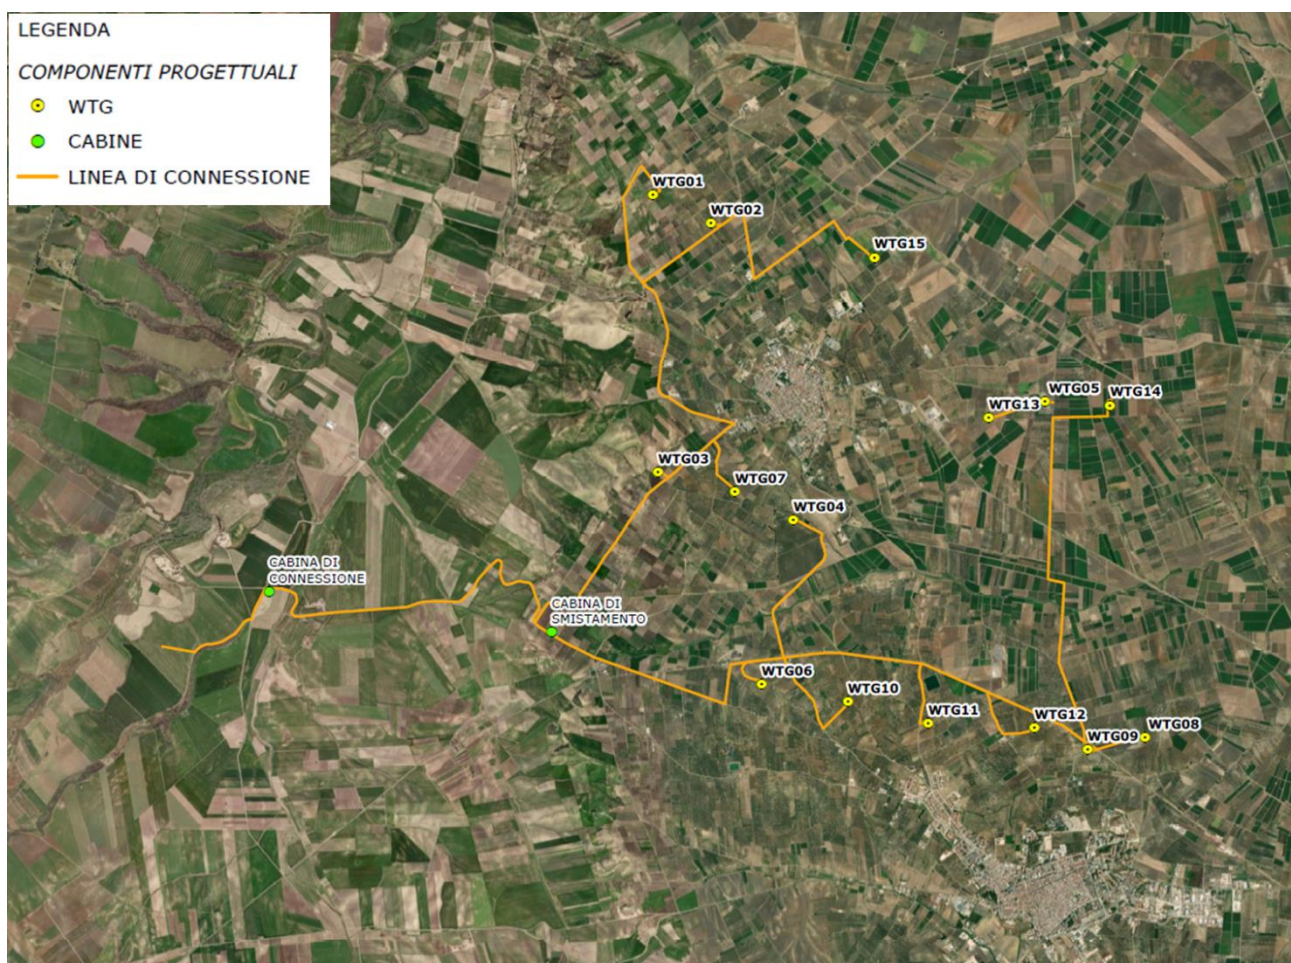 LEGENDA
COMPONENTI PROGETTUALI
WTG
CABINE
LINEA DI CONNESSIONE
WTG01
WTG02
WTG15
WTG05
WTG14
WTG13
WTG03
WTG07
WTG04
CABINA DI
CONNESSIONE
CABINA DI
SMISTAMENTO
WTG06
WTG10
WTG11
WTG12
WTG08
WTG09